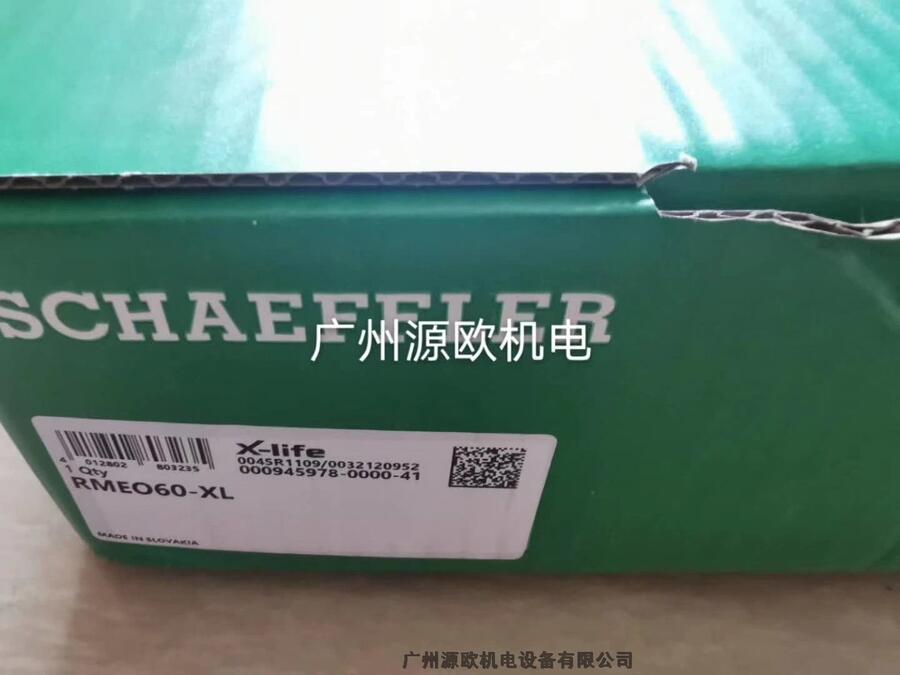 SCHAEFFLER
广州源欧机电
X-life
0045R1109/0032120952
000945978-0000-41
4 012802 803235
1 Qty
RMEO60-XL
MADE IN SLOVAKIA
广州源欧机电设备有限公司